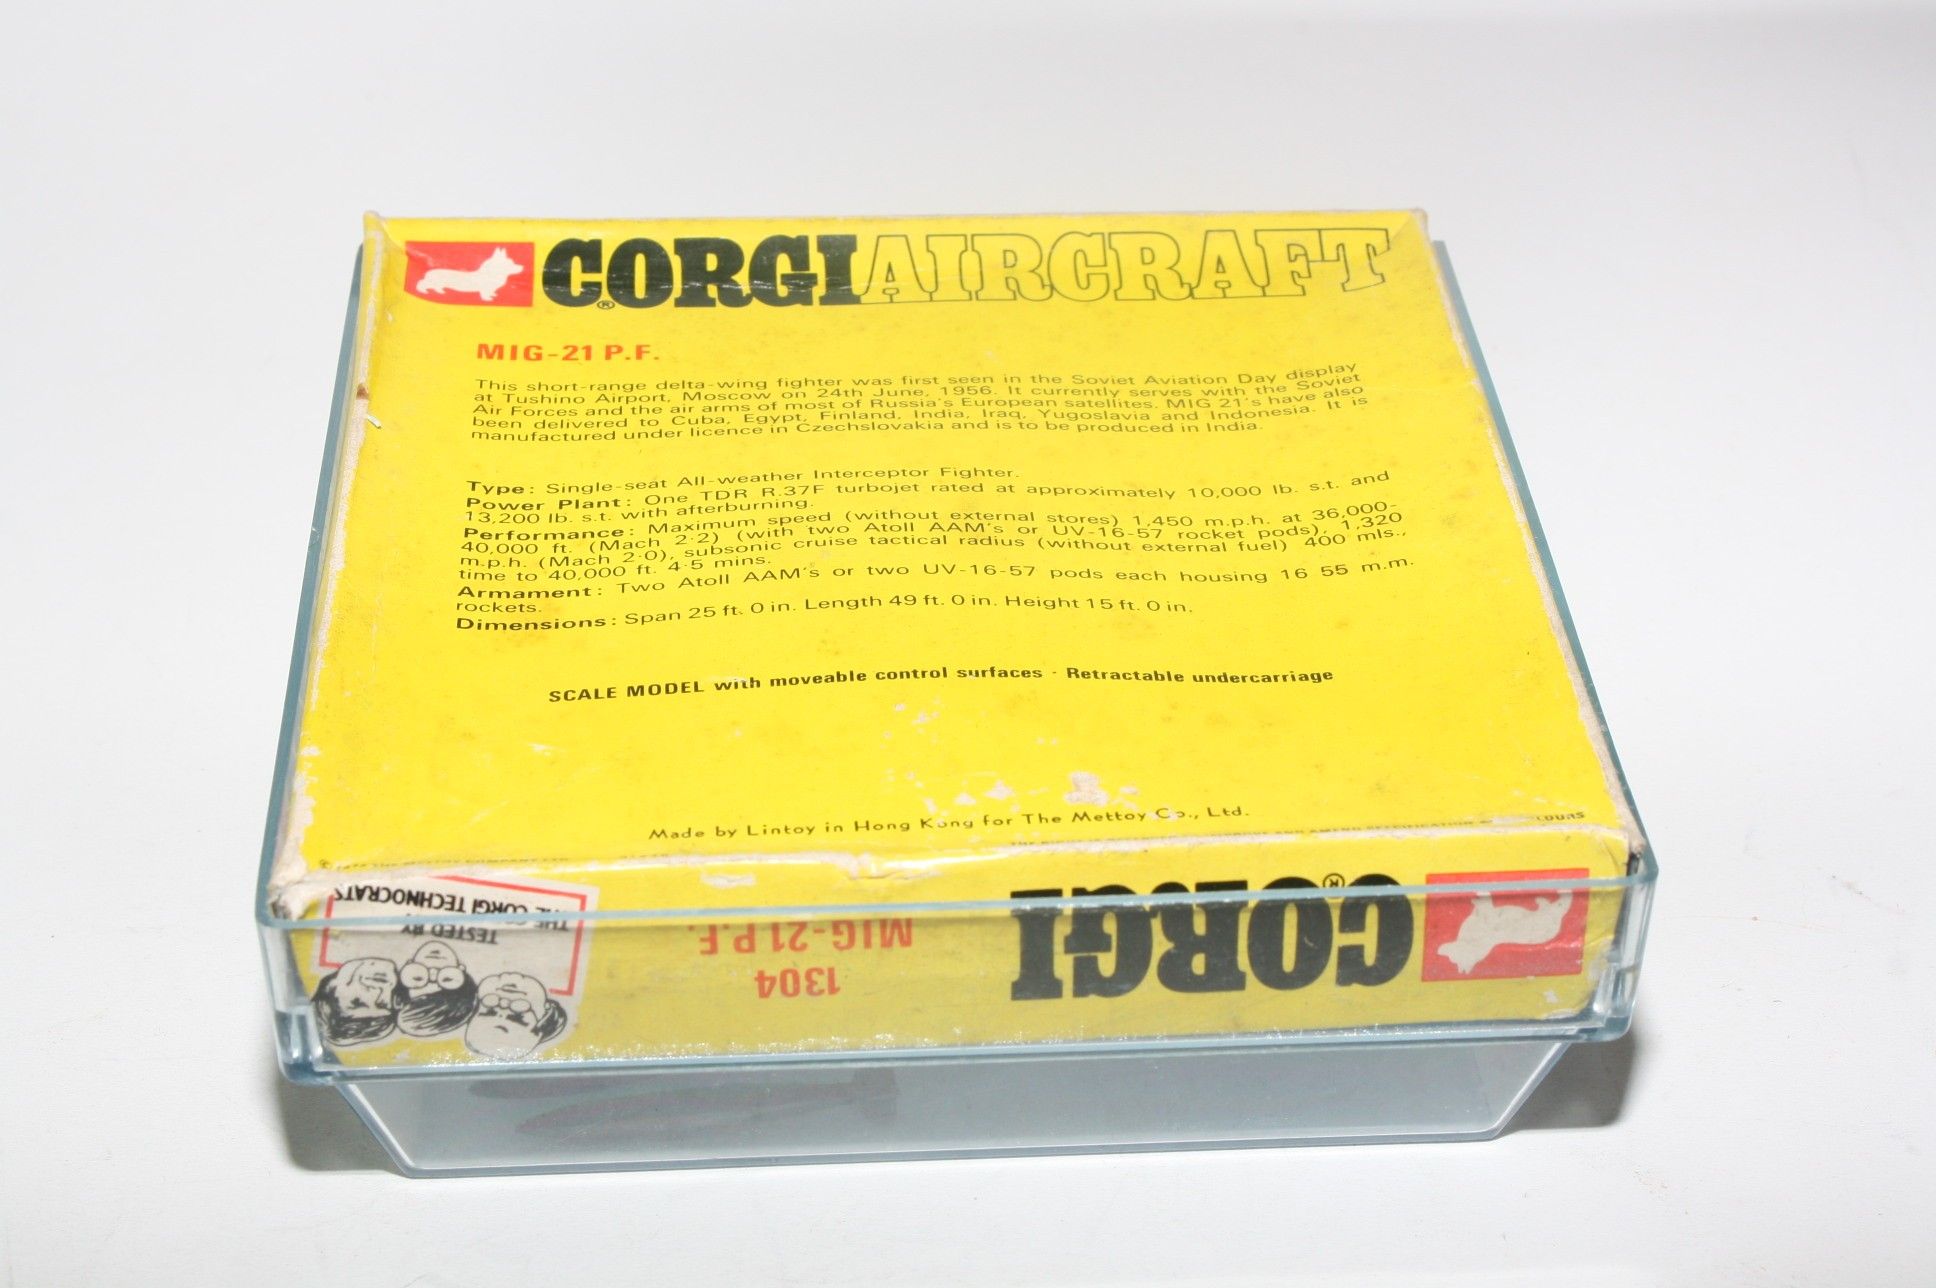 CORGI AIRCRAFT
®
MIG-21 P.F.
This short-range delta-wing fighter was first seen in the Soviet Aviation Day display
at Tushino Airport, Moscow on 24th June, 1956. It currently serves with the Soviet
Air Forces and the air arms of most of Russia's European satellites. MIG 21's have also
been delivered to Cuba, Egypt, Finland, India, Iraq, Yugoslavia and Indonesia. It is
manufactured under licence in Czechslovakia and is to be produced in India.
Type: Single-seat All-weather Interceptor Fighter.
Power Plant: One TDR R.37F turbojet rated at approximately 10,000 lb. s.t. and
13,200 lb. s.t. with afterburning.
Performance: Maximum speed (without external stores) 1,450 m.p.h. at 36,000-
40,000 ft. (Mach 2·2) (with two Atoll AAM's or UV-16-57 rocket pods), 1,320
m.p.h. (Mach 2·0), subsonic cruise tactical radius (without external fuel) 400 mls.,
time to 40,000 ft. 4·5 mins.
Armament: Two Atoll AAM's or two UV-16-57 pods each housing 16 55 m.m.
rockets.
Dimensions: Span 25 ft. 0 in. Length 49 ft. 0 in. Height 15 ft. 0 in.
SCALE MODEL with moveable control surfaces · Retractable undercarriage
Made by Lintoy in Hong Kong for The Mettoy Co., Ltd.
THE METTOY COMPANY LTD.
CORGI ®
1304
MIG-21 P.F.
TESTED BY
THE CORGI TECHNOCRATS